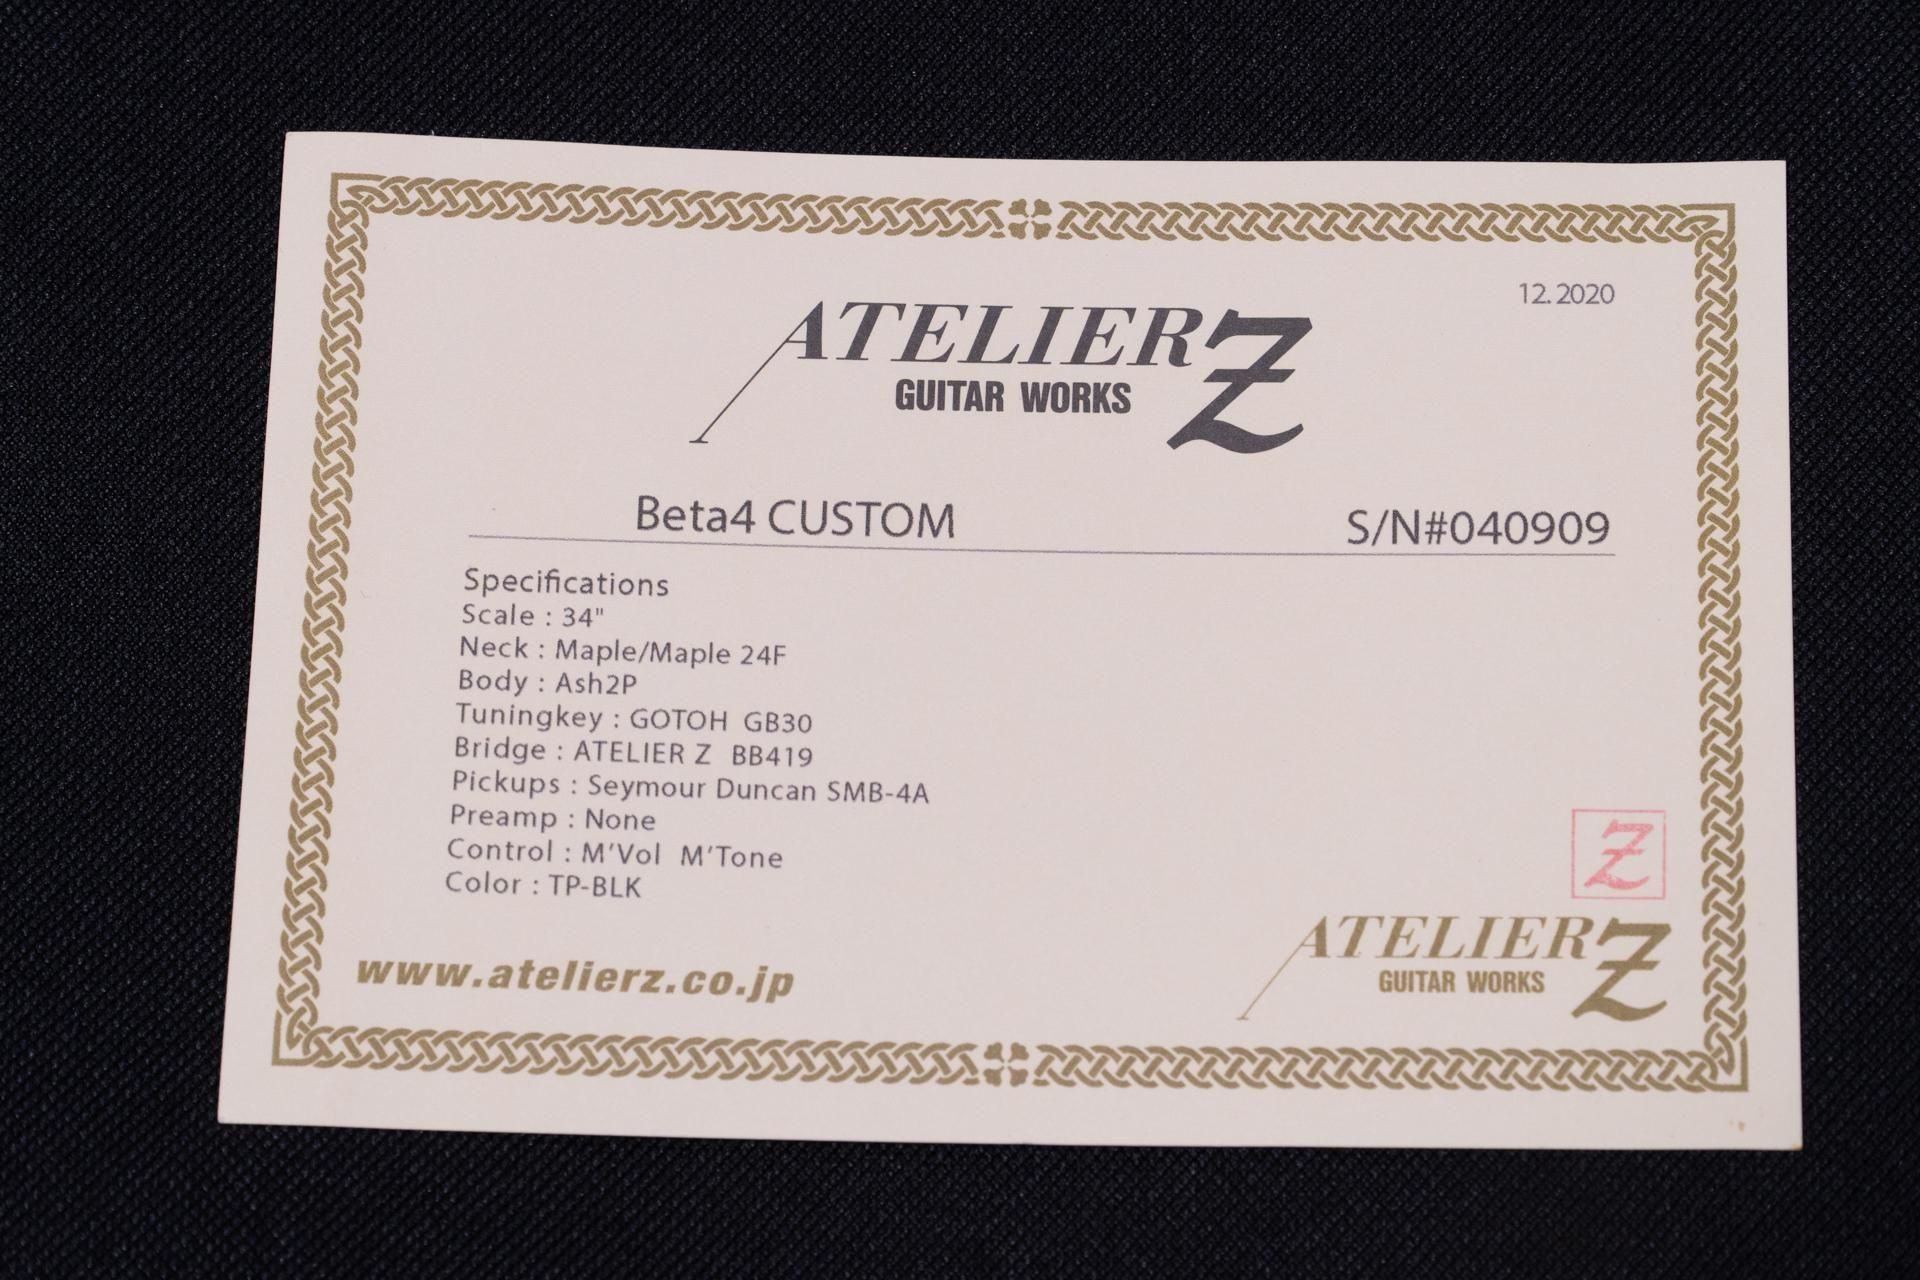 12.2020
ATELIER Z
GUITAR WORKS
Beta4 CUSTOM S/N#040909
Specifications
Scale : 34"
Neck : Maple/Maple 24F
Body : Ash2P
Tuningkey : GOTOH GB30
Bridge : ATELIER Z BB419
Pickups : Seymour Duncan SMB-4A
Preamp : None
Control : M'Vol M'Tone
Color : TP-BLK
Z
www.atelierz.co.jp
ATELIER Z
GUITAR WORKS